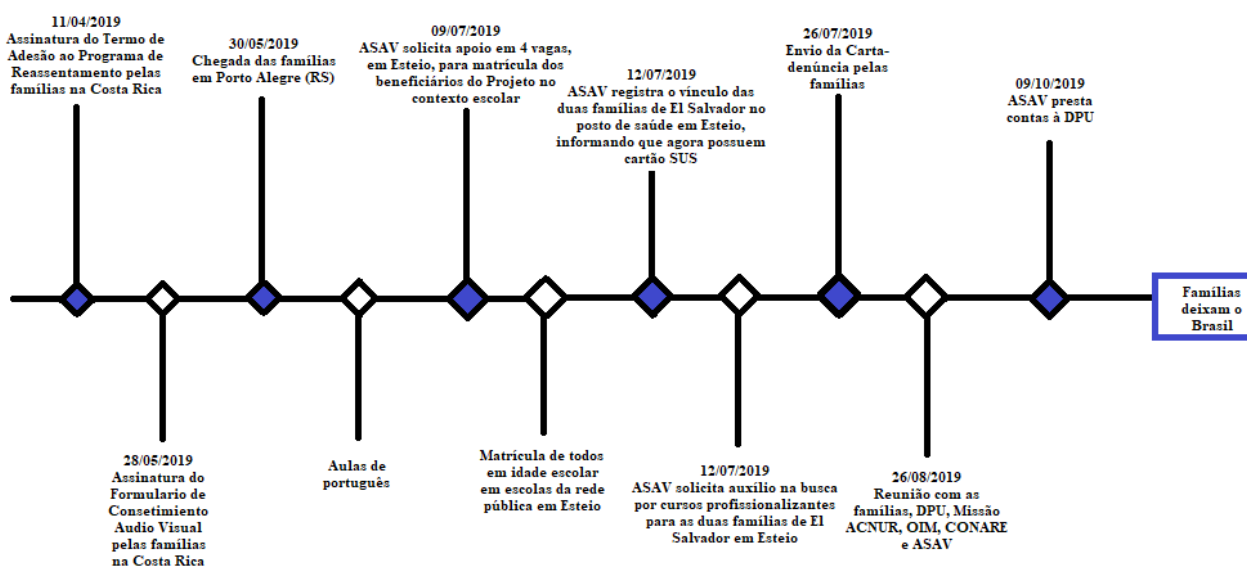 11/04/2019
Assinatura do Termo de
Adesão ao Programa de
Reassentamento pelas
famílias na Costa Rica
28/05/2019
Assinatura do
Formulario de
Consetimiento
Audio Visual
pelas famílias
na Costa Rica
30/05/2019
Chegada das famílias
em Porto Alegre (RS)
Aulas de
português
09/07/2019
ASAV solicita apoio em 4 vagas,
em Esteio, para matrícula dos
beneficiários do Projeto no
contexto escolar
Matrícula de todos
em idade escolar
em escolas da rede
pública em Esteio
12/07/2019
ASAV registra o vínculo das
duas famílias de El Salvador no
posto de saúde em Esteio,
informando que agora possuem
cartão SUS
12/07/2019
ASAV solicita auxílio na busca
por cursos profissionalizantes
para as duas famílias de El
Salvador em Esteio
26/07/2019
Envio da Carta-
denúncia pelas
famílias
26/08/2019
Reunião com as
famílias, DPU, Missão
ACNUR, OIM, CONARE
e ASAV
09/10/2019
ASAV presta
contas à DPU
Famílias
deixam o
Brasil